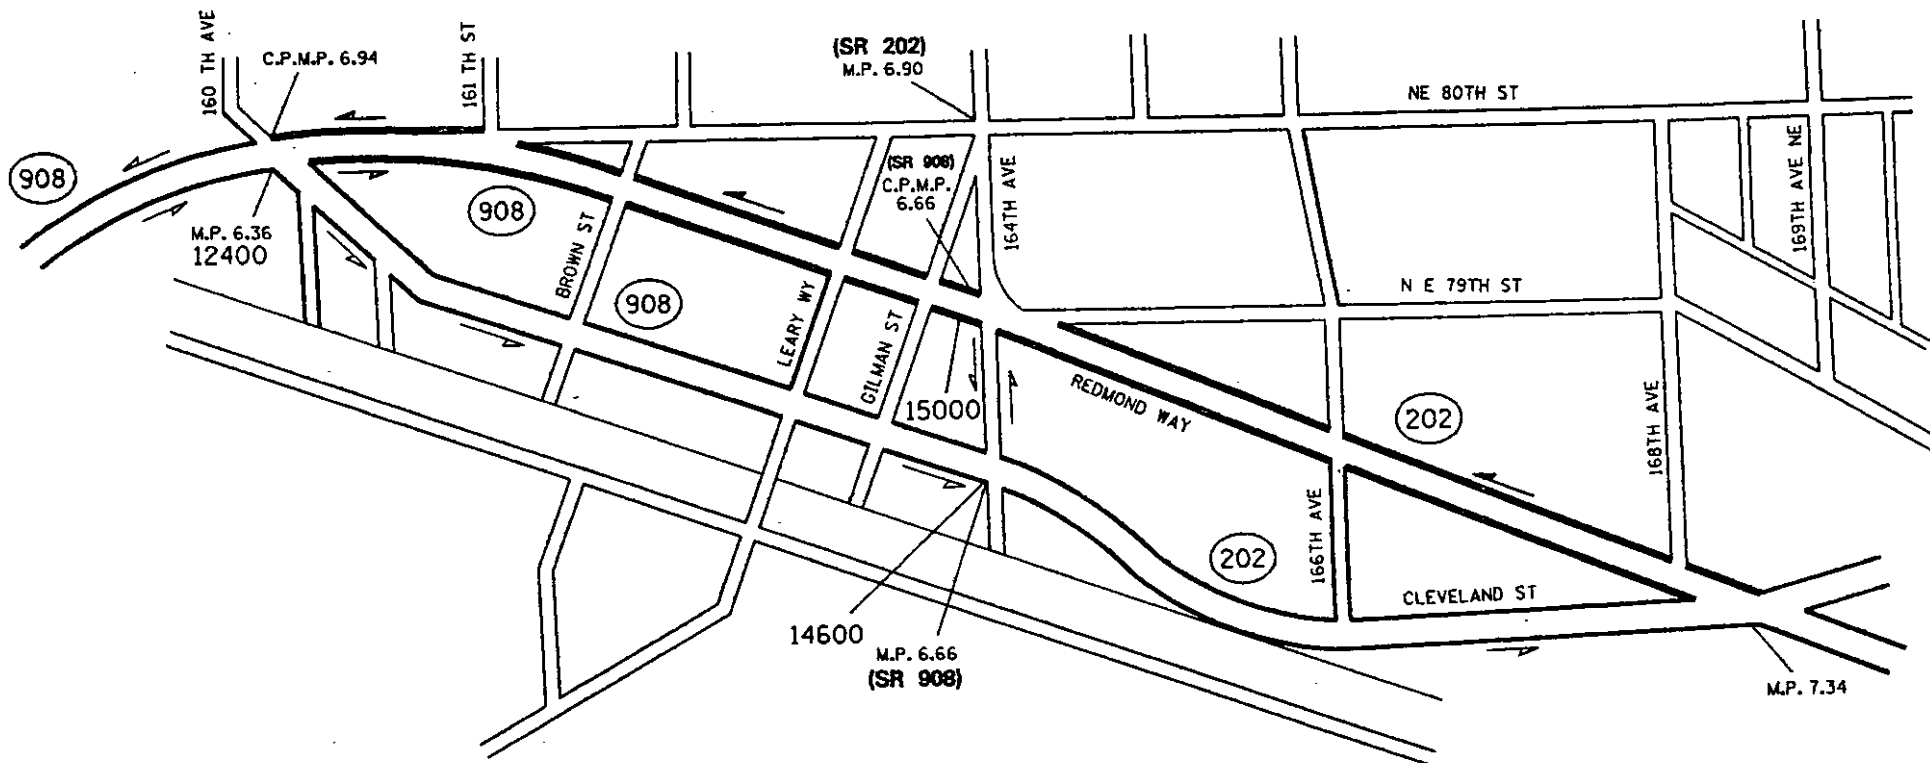 160 TH AVE
C.P.M.P. 6.94
161 TH ST
(SR 202)
M.P. 6.90
NE 80TH ST
908
M.P. 6.36
12400
908
BROWN ST
908
LEARY WY
GILMAN ST
(SR 908)
C.P.M.P.
6.66
164TH AVE
169TH AVE NE
N E 79TH ST
15000
REDMOND WAY
202
168TH AVE
166TH AVE
202
CLEVELAND ST
14600
M.P. 6.66
(SR 908)
M.P. 7.34